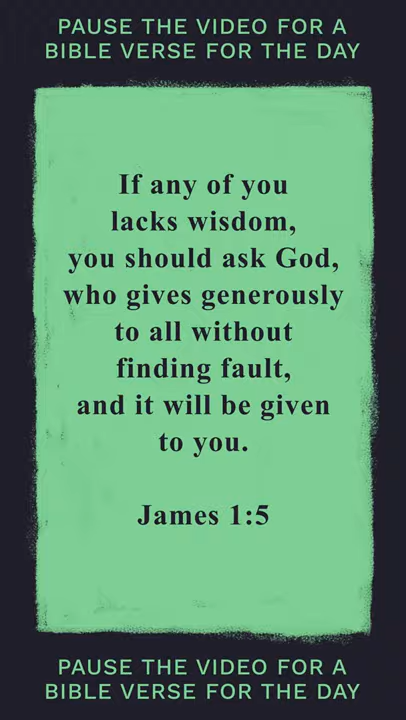 PAUSE THE VIDEO FOR A
BIBLE VERSE FOR THE DAY
If any of you
lacks wisdom,
you should ask God,
who gives generously
to all without
finding fault,
and it will be given
to you.
James 1:5
PAUSE THE VIDEO FOR A
BIBLE VERSE FOR THE DAY